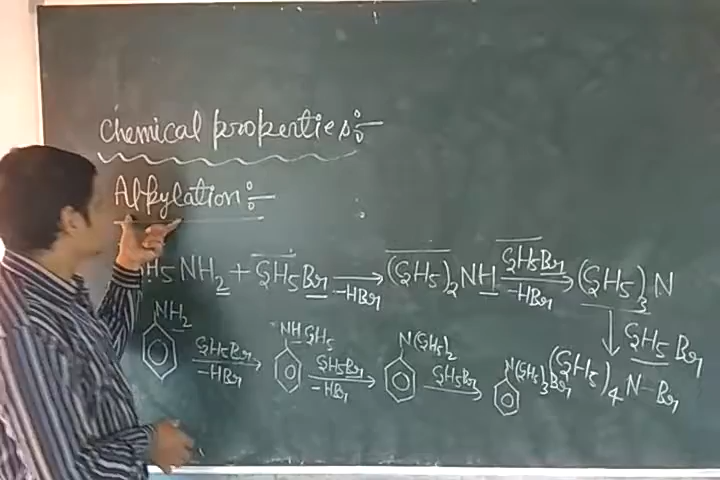 Chemical properties:-
Alkylation:-
H5NH2 + C2H5Br —-HBr→ (C2H5)2NH —C2H5Br/-HBr→ (C2H5)3N
↓ C2H5Br
(C2H5)4N-Br
NH2 —C2H5Br/-HBr→ NHC2H5 —C2H5Br/-HBr→ N(C2H5)2 —C2H5Br→ N(C2H5)3Br